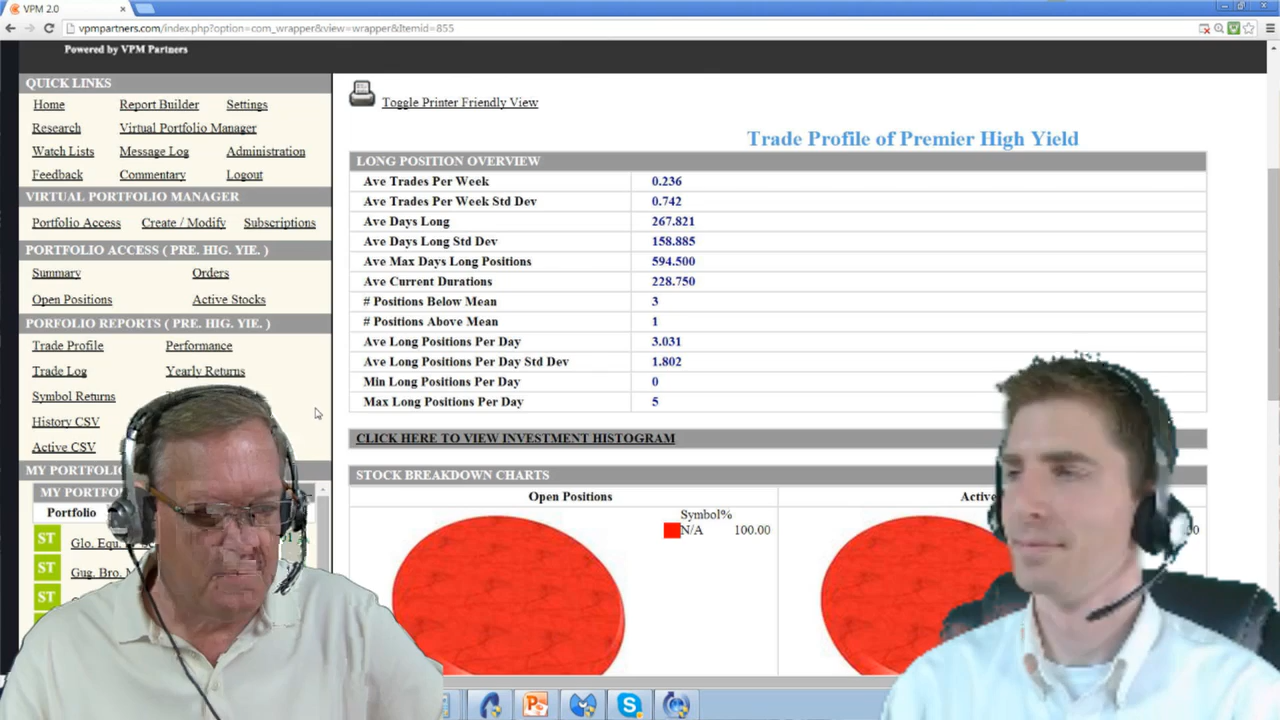 VPM 2.0
vpmpartners.com/index.php?option=com_wrapper&view=wrapper&Itemid=855
Powered by VPM Partners
QUICK LINKS
Home Report Builder Settings
Research Virtual Portfolio Manager
Watch Lists Message Log Administration
Feedback Commentary Logout
VIRTUAL PORTFOLIO MANAGER
Portfolio Access Create / Modify Subscriptions
PORTFOLIO ACCESS ( PRE. HIG. YIE. )
Summary Orders
Open Positions Active Stocks
PORFOLIO REPORTS ( PRE. HIG. YIE. )
Trade Profile Performance
Trade Log Yearly Returns
Symbol Returns
History CSV
Active CSV
MY PORTFOLIO
MY PORTFO
Portfolio
ST Glo. Equ.
ST Gug. Bro.
ST
Toggle Printer Friendly View
Trade Profile of Premier High Yield
LONG POSITION OVERVIEW
Ave Trades Per Week 0.236
Ave Trades Per Week Std Dev 0.742
Ave Days Long 267.821
Ave Days Long Std Dev 158.885
Ave Max Days Long Positions 594.500
Ave Current Durations 228.750
# Positions Below Mean 3
# Positions Above Mean 1
Ave Long Positions Per Day 3.031
Ave Long Positions Per Day Std Dev 1.802
Min Long Positions Per Day 0
Max Long Positions Per Day 5
CLICK HERE TO VIEW INVESTMENT HISTOGRAM
STOCK BREAKDOWN CHARTS
Open Positions Active
Symbol%
N/A 100.00